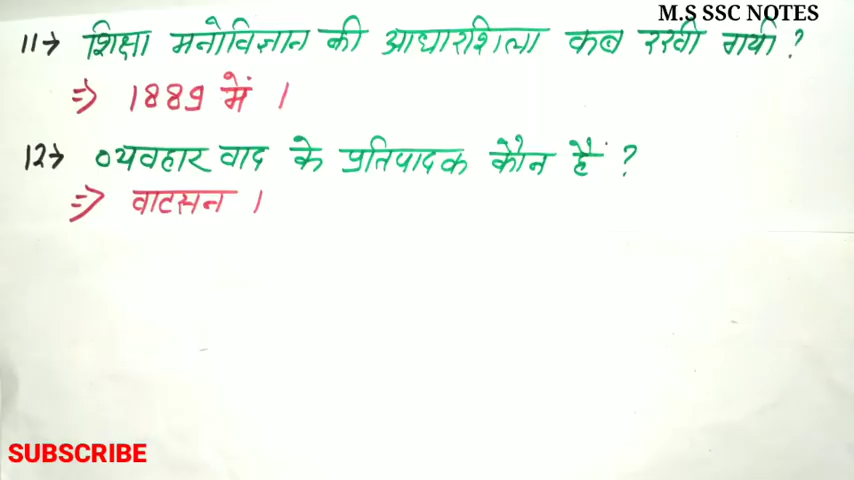 M.S SSC NOTES
11→ शिक्षा मनोविज्ञान की आधारशिला कब रखी गयी ?
⇒ 1889 में ।
12→ व्यवहार वाद के प्रतिपादक कौन है ?
⇒ वाटसन ।
SUBSCRIBE